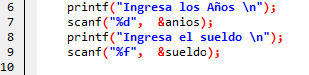 6 printf("Ingresa los Años \n");
7 scanf("%d", &anios);
8 printf("Ingresa el sueldo \n");
9 scanf("%f", &sueldo);
10